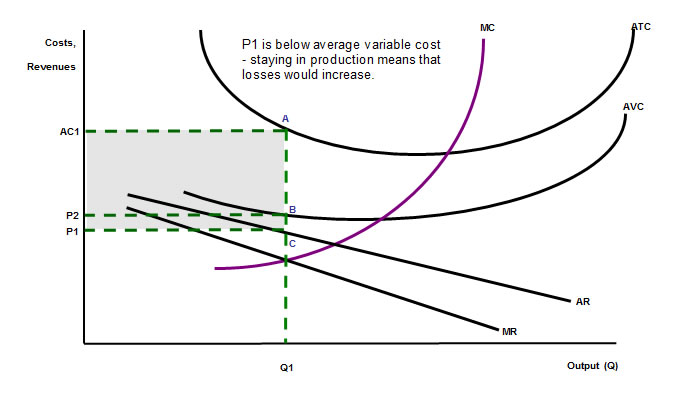 Costs,
Revenues
P1 is below average variable cost
- staying in production means that
losses would increase.
MC
ATC
AVC
A
AC1
P2
B
P1
C
AR
MR
Q1
Output (Q)